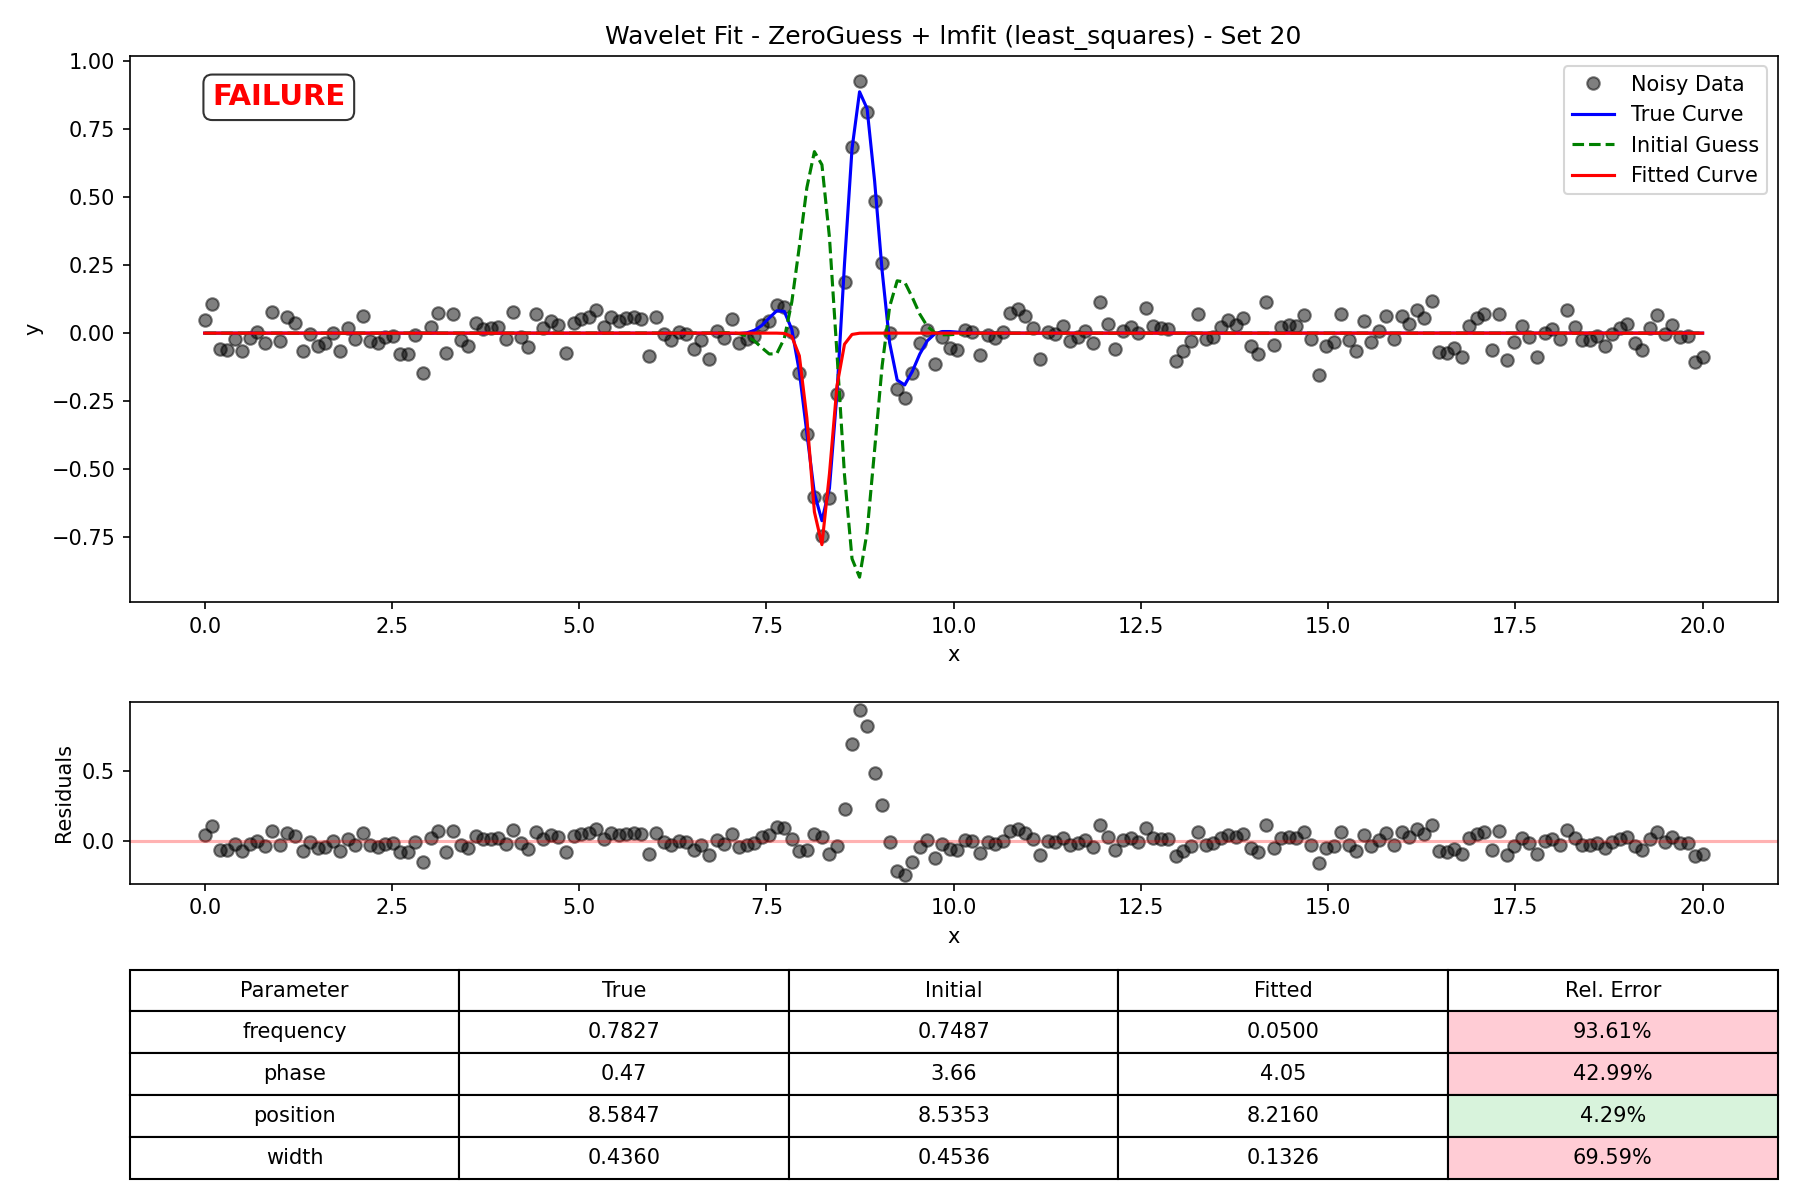 Wavelet Fit - ZeroGuess + lmfit (least_squares) - Set 20
FAILURE
Noisy Data
True Curve
Initial Guess
Fitted Curve
y
1.00
0.75
0.50
0.25
0.00
−0.25
−0.50
−0.75
0.0 2.5 5.0 7.5 10.0 12.5 15.0 17.5 20.0
x
Residuals
0.5
0.0
0.0 2.5 5.0 7.5 10.0 12.5 15.0 17.5 20.0
x
Parameter True Initial Fitted Rel. Error
frequency 0.7827 0.7487 0.0500 93.61%
phase 0.47 3.66 4.05 42.99%
position 8.5847 8.5353 8.2160 4.29%
width 0.4360 0.4536 0.1326 69.59%